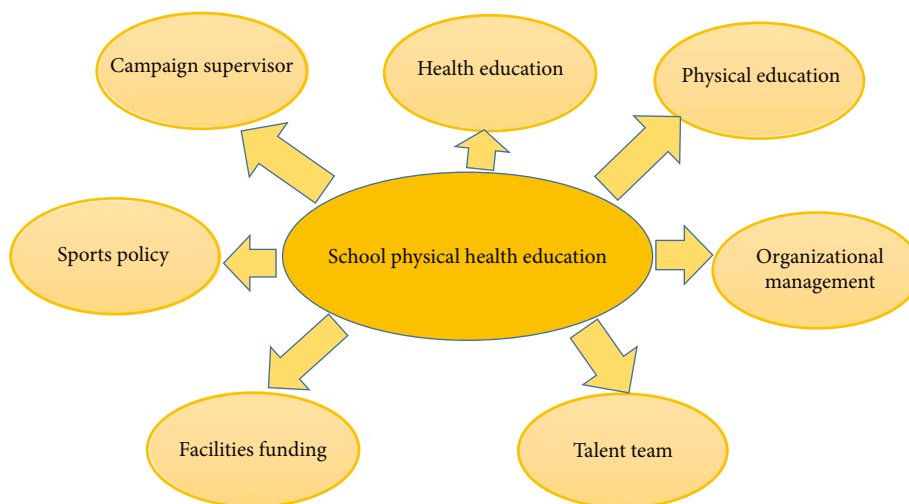 Campaign supervisor
Health education
Physical education
Sports policy
School physical health education
Organizational
management
Facilities funding
Talent team